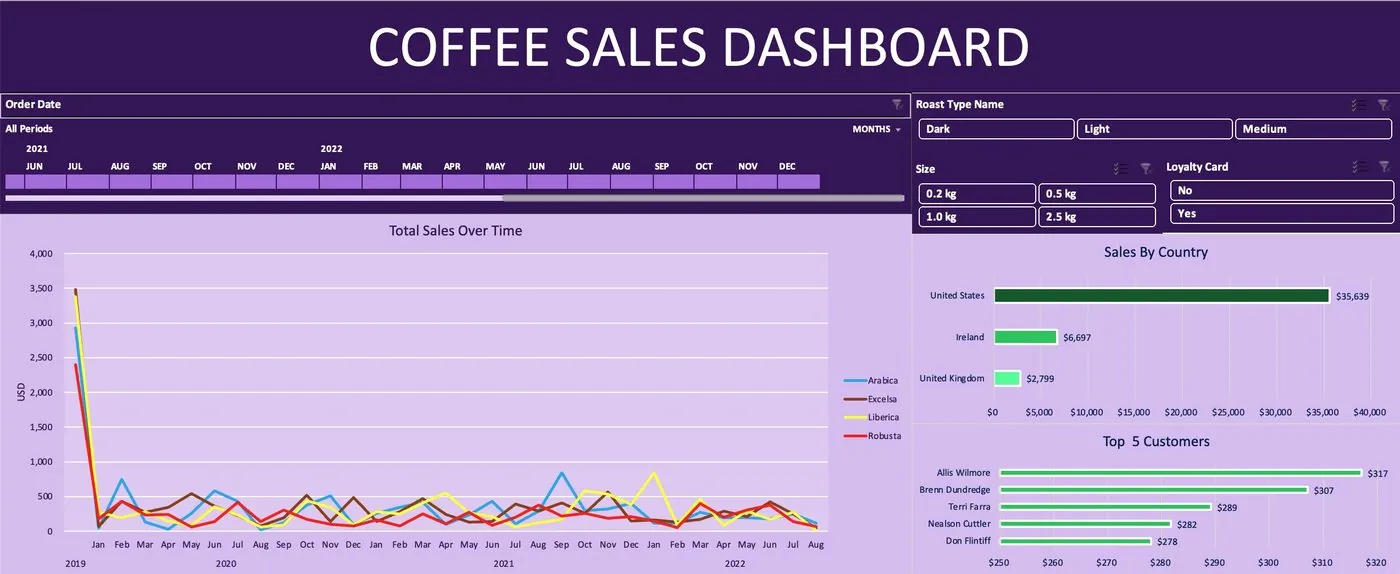 COFFEE SALES DASHBOARD
Order Date
All Periods
MONTHS
2021 2022
JUN JUL AUG SEP OCT NOV DEC JAN FEB MAR APR MAY JUN JUL AUG SEP OCT NOV DEC
Roast Type Name
Dark Light Medium
Size
0.2 kg 0.5 kg
1.0 kg 2.5 kg
Loyalty Card
No
Yes
Total Sales Over Time
4,000
3,500
3,000
2,500
2,000
1,500
1,000
500
0
USD
Jan Feb Mar Apr May Jun Jul Aug Sep Oct Nov Dec Jan Feb Mar Apr May Jun Jul Aug Sep Oct Nov Dec Jan Feb Mar Apr May Jun Jul Aug
2019 2020 2021 2022
Arabica
Excelsa
Liberica
Robusta
Sales By Country
United States $35,639
Ireland $6,697
United Kingdom $2,799
$0 $5,000 $10,000 $15,000 $20,000 $25,000 $30,000 $35,000 $40,000
Top 5 Customers
Allis Wilmore $317
Brenn Dundredge $307
Terri Farra $289
Nealson Cuttler $282
Don Flintiff $278
$250 $260 $270 $280 $290 $300 $310 $320